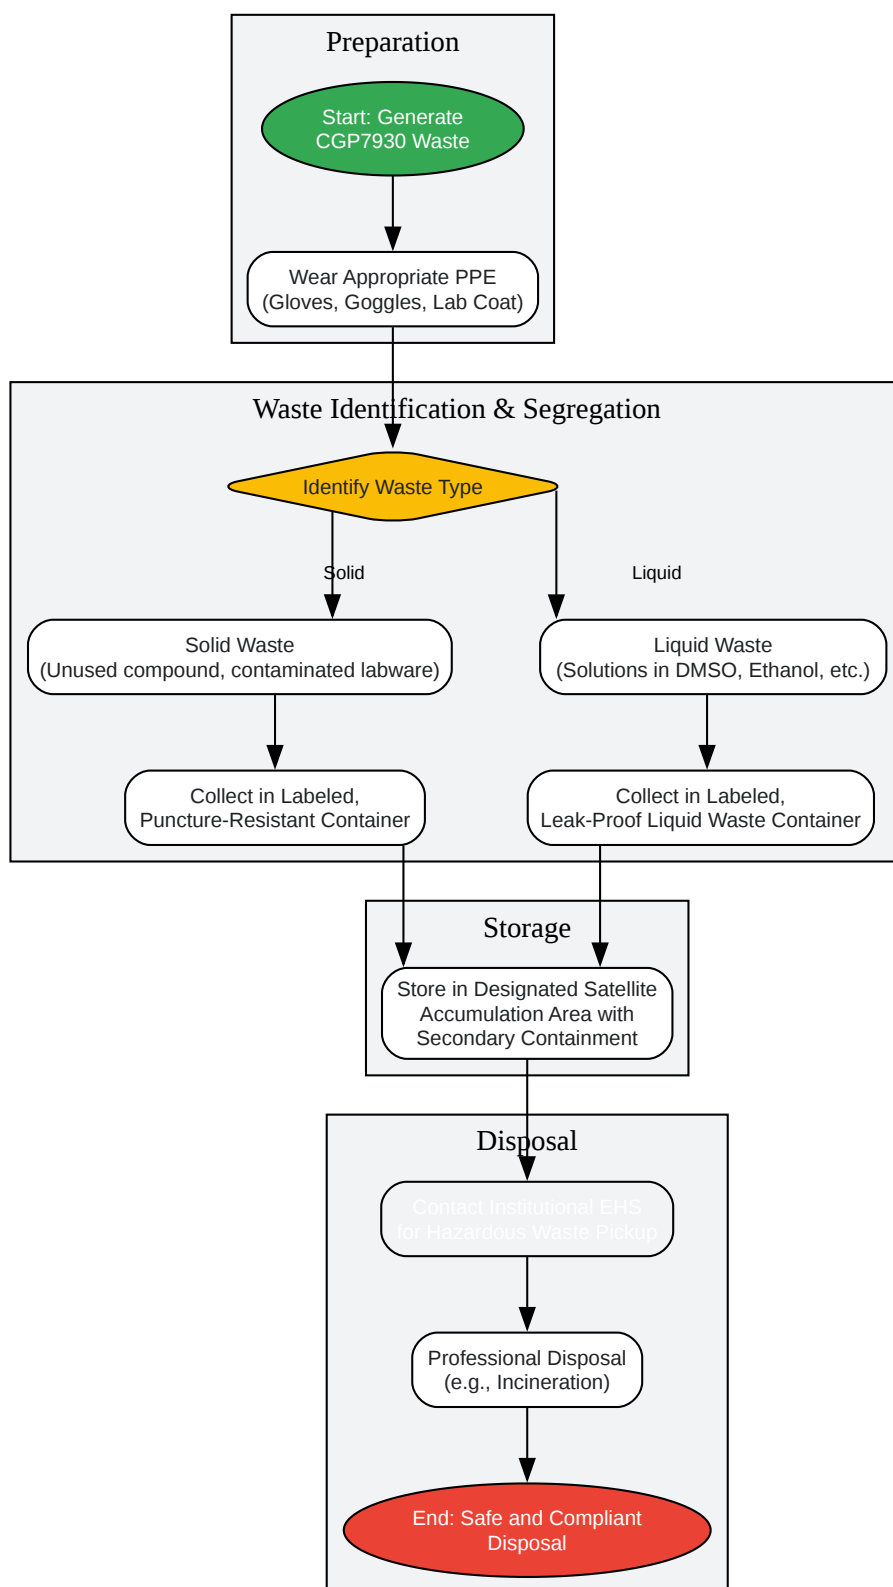 Preparation
Start: Generate
CGP7930 Waste
Wear Appropriate PPE
(Gloves, Goggles, Lab Coat)
Waste Identification & Segregation
Identify Waste Type
Solid
Liquid
Solid Waste
(Unused compound, contaminated labware)
Liquid Waste
(Solutions in DMSO, Ethanol, etc.)
Collect in Labeled,
Puncture-Resistant Container
Collect in Labeled,
Leak-Proof Liquid Waste Container
Storage
Store in Designated Satellite
Accumulation Area with
Secondary Containment
Disposal
Contact Institutional EHS
for Hazardous Waste Pickup
Professional Disposal
(e.g., Incineration)
End: Safe and Compliant
Disposal